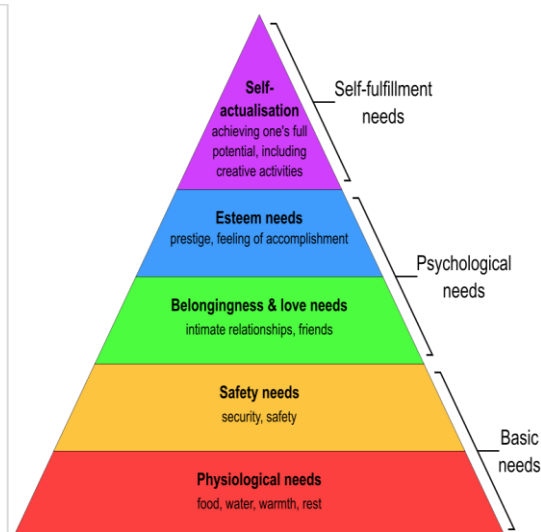 Self-
actualisation
achieving one's full
potential, including
creative activities
Self-fulfillment
needs
Esteem needs
prestige, feeling of accomplishment
Belongingness & love needs
intimate relationships, friends
Psychological
needs
Safety needs
security, safety
Physiological needs
food, water, warmth, rest
Basic
needs